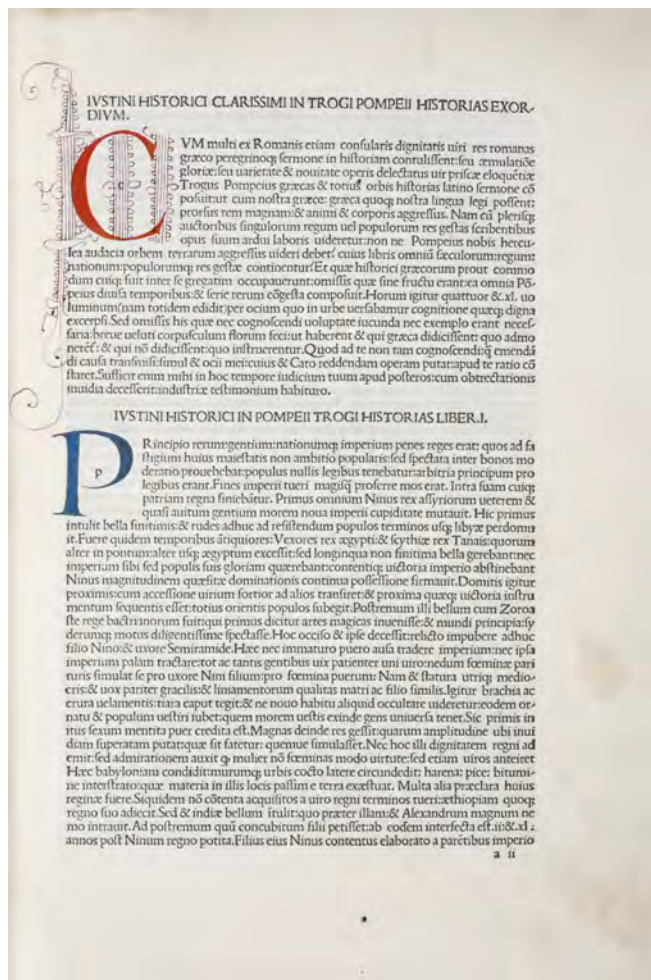 IVSTINI HISTORICI CLARISSIMI IN TROGI POMPEII HISTORIAS EXOR-
DIVM.
CVM multi ex Romanis etiam consularis dignitatis uiri res romanas
græco peregrinoq; sermone in historiam contulissent: seu æmulatiõe
gloriæ: seu uarietate & nouitate operis delectatus uir priscæ eloquẽtiæ
Trogus Pompeius græcas & totius orbis historias latino sermone cõ
posuit: ut cum nostra græce: græca quoq; nostra lingua legi possent:
prorsus rem magnam: & animi & corporis aggressus. Nam cũ plerisq;
auctoribus singulorum regum uel populorum res gestas scribentibus
opus suum ardui laboris uideretur: non ne Pompeius nobis hercu-
lea audacia orbem terrarum aggressus uideri debet? cuius libris omniũ sæculorum: regum:
nationum: populorumq; res gestæ continentur? Et quæ historici græcorum prout commo
dum cuiq; fuit inter se gregatim occupauerunt: omissis quæ sine fructu erant: ea omnia Põ-
peius diuisa temporibus: & serie rerum cõgesta composuit. Horum igitur quattuor & .xl. uo
luminum (nam totidem edidit) per ocium quo in urbe uersabamur cognitione quæq; digna
excerpsi. Sed omissis his quæ nec cognoscendi uoluptate iucunda nec exemplo erant neces-
saria: breue ueluti corpusculum florum feci: ut haberent & qui græca didicissent: quo admo
nerẽt: & qui nõ didicissent: quo instruerentur. Quod ad te non tam cognoscendi: q̃ emendã
di causa transmisi: simul & ocii mei: cuius & Cato reddendam operam putat: apud te ratio cõ
staret. Sufficit enim mihi in hoc tempore iudicium tuum apud posteros: cum obtrectationis
inuidia decesserit: industriæ testimonium habituro.
IVSTINI HISTORICI IN POMPEII TROGI HISTORIAS LIBER .I.
PRincipio rerum: gentium: nationumq; imperium penes reges erat: quos ad fa
stigium huius maiestatis non ambitio popularis: sed spectata inter bonos mo
deratio prouehebat: populus nullis legibus tenebatur: arbitria principum pro
legibus erant. Fines imperii tueri magisq; proferre mos erat. Intra suam cuiq;
patriam regna finiebãtur. Primus omnium Ninus rex assyriorum ueterem &
quasi auitum gentium morem noua imperii cupiditate mutauit. Hic primus
intulit bella finitimis: & rudes adhuc ad resistendum populos terminos usq; libyæ perdomu
it. Fuere quidem temporibus ãtiquiores: Vexores rex ægypti: & scythiæ rex Tanais: quorum
alter in pontum: alter usq; ægyptum excessit: sed longinqua non finitima bella gerebant: nec
imperium sibi sed populis suis gloriam quærebant: contentiq; uictoria imperio abstinebant
Ninus magnitudinem quæsitæ dominationis continua possessione firmauit. Domitis igitur
proximis: cum accessione uirium fortior ad alios transiret: & proxima quæq; uictoria instru
mentum sequentis esset: totius orientis populos subegit. Postremum illi bellum cum Zoroa
ste rege bactrianorum fuit: qui primus dicitur artes magicas inuenisse: & mundi principia: sy
derumq; motus diligentissime spectasse. Hoc occiso & ipse decessit: relicto impubere adhuc
filio Nino: & uxore Semiramide. Hæc nec immaturo puero ausa tradere imperium: nec ipsa
imperium palam tractare: tot ac tantis gentibus uix patienter uni uiro: nedum fœminæ pari
turis simulat se pro uxore Nini filium: pro fœmina puerum: Nam & statura utriq; medio-
cris: & uox pariter gracilis: & liniamentorum qualitas matri ac filio similis. Igitur brachia ac
crura uelamentis: tiara caput tegit: & ne nouo habitu aliquid occultare uideretur: eodem or-
natu & populum uestiri iubet: quem morem uestis exinde gens uniuersa tenet. Sic primis in
itiis sexum mentita puer credita est. Magnas deinde res gessit: quarum amplitudine ubi inui
diam superatam putat: quæ sit fatetur: quemue simulasset. Nec hoc illi dignitatem regni ad
emit: sed admirationem auxit q̃ mulier nõ fœminas modo uirtute: sed etiam uiros anteiret
Hæc babyloniam condidit: murumq; urbis cocto latere circundedit: harena: pice: bitumi-
ne interstrato: quæ materia in illis locis passim e terra exæstuat. Multa alia præclara huius
reginæ fuere. Siquidem nõ cõtenta acquisitos a uiro regni terminos tueri: æthiopiam quoq;
regno suo adiecit. Sed & indiæ bellum ĩtulit: quo præter illam: & Alexandrum magnum ne
mo intrauit. Ad postremum quũ concubitum filii petisset: ab eodem interfecta est. ii: & .xl.
annos post Ninum regno potita. Filius eius Ninus contentus elaborato a parẽtibus imperio
a ii